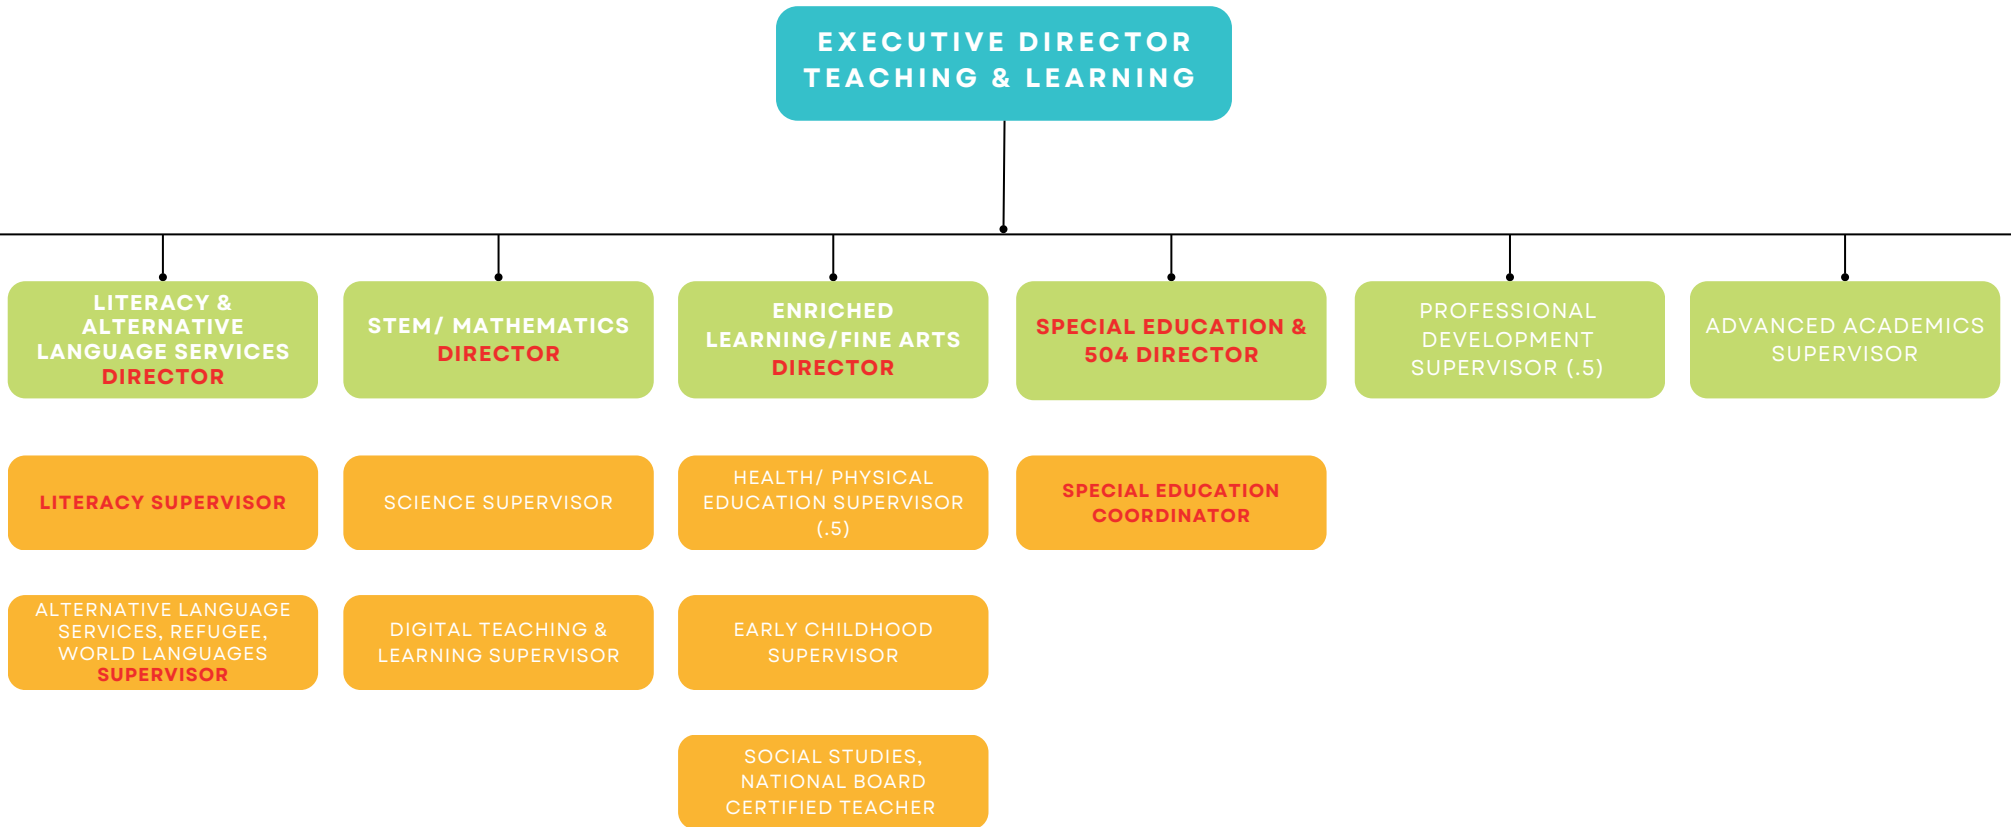 EXECUTIVE DIRECTOR
TEACHING & LEARNING
LITERACY &
ALTERNATIVE
LANGUAGE SERVICES
DIRECTOR
STEM/ MATHEMATICS
DIRECTOR
ENRICHED
LEARNING/FINE ARTS
DIRECTOR
SPECIAL EDUCATION &
504 DIRECTOR
PROFESSIONAL
DEVELOPMENT
SUPERVISOR (.5)
ADVANCED ACADEMICS
SUPERVISOR
LITERACY SUPERVISOR
SCIENCE SUPERVISOR
HEALTH/ PHYSICAL
EDUCATION SUPERVISOR
(.5)
SPECIAL EDUCATION
COORDINATOR
ALTERNATIVE LANGUAGE
SERVICES, REFUGEE,
WORLD LANGUAGES
SUPERVISOR
DIGITAL TEACHING &
LEARNING SUPERVISOR
EARLY CHILDHOOD
SUPERVISOR
SOCIAL STUDIES,
NATIONAL BOARD
CERTIFIED TEACHER